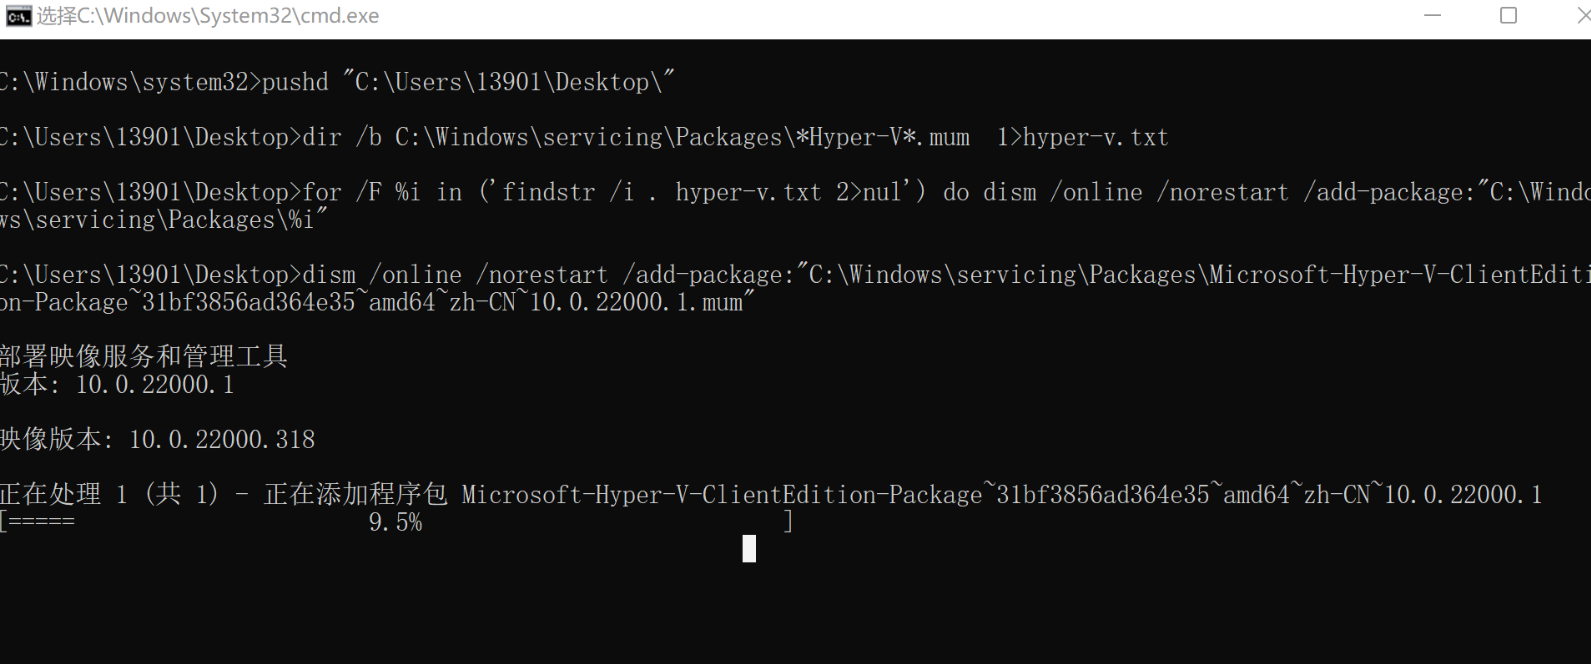 选择C:\Windows\System32\cmd.exe
C:\Windows\system32>pushd "C:\Users\13901\Desktop\"
C:\Users\13901\Desktop>dir /b C:\Windows\servicing\Packages\*Hyper-V*.mum  1>hyper-v.txt
C:\Users\13901\Desktop>for /F %i in ('findstr /i . hyper-v.txt 2>nul') do dism /online /norestart /add-package:"C:\Windo
ws\servicing\Packages\%i"
C:\Users\13901\Desktop>dism /online /norestart /add-package:"C:\Windows\servicing\Packages\Microsoft-Hyper-V-ClientEditi
on-Package~31bf3856ad364e35~amd64~zh-CN~10.0.22000.1.mum"
部署映像服务和管理工具
版本: 10.0.22000.1
映像版本: 10.0.22000.318
正在处理 1 (共 1) - 正在添加程序包 Microsoft-Hyper-V-ClientEdition-Package~31bf3856ad364e35~amd64~zh-CN~10.0.22000.1
[=====                      9.5%                           ]